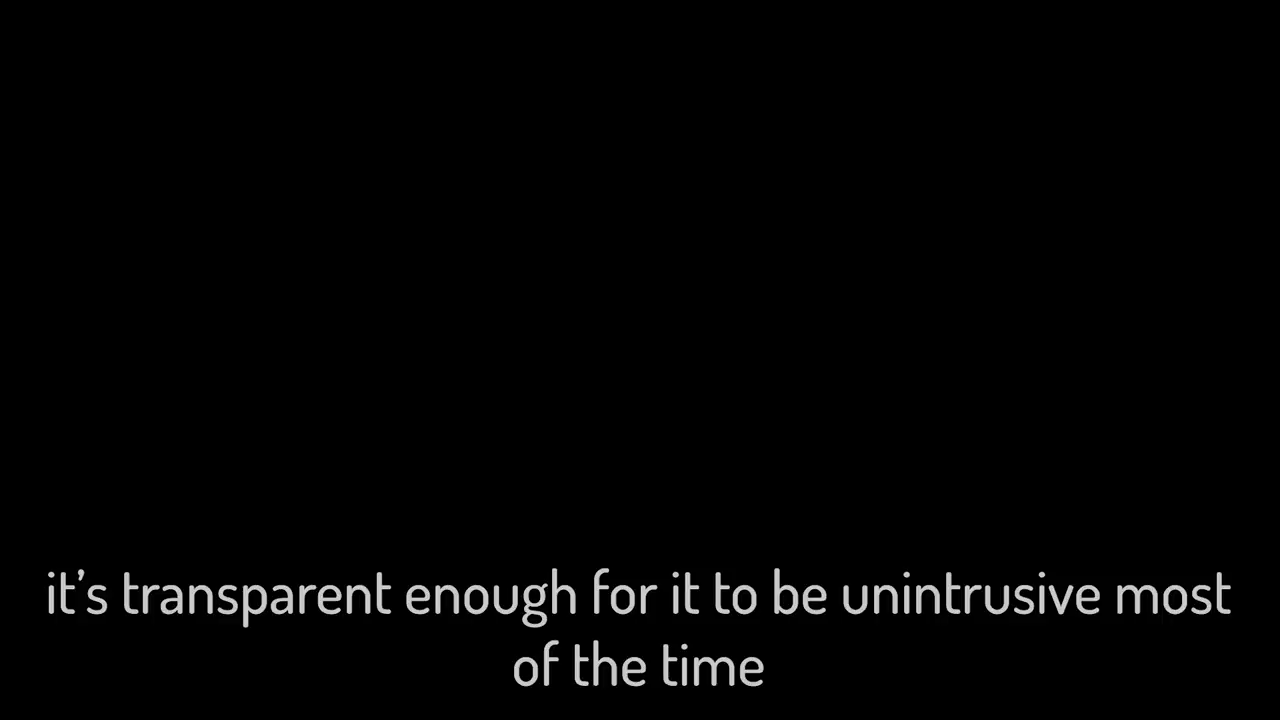 it’s transparent enough for it to be unintrusive most
of the time